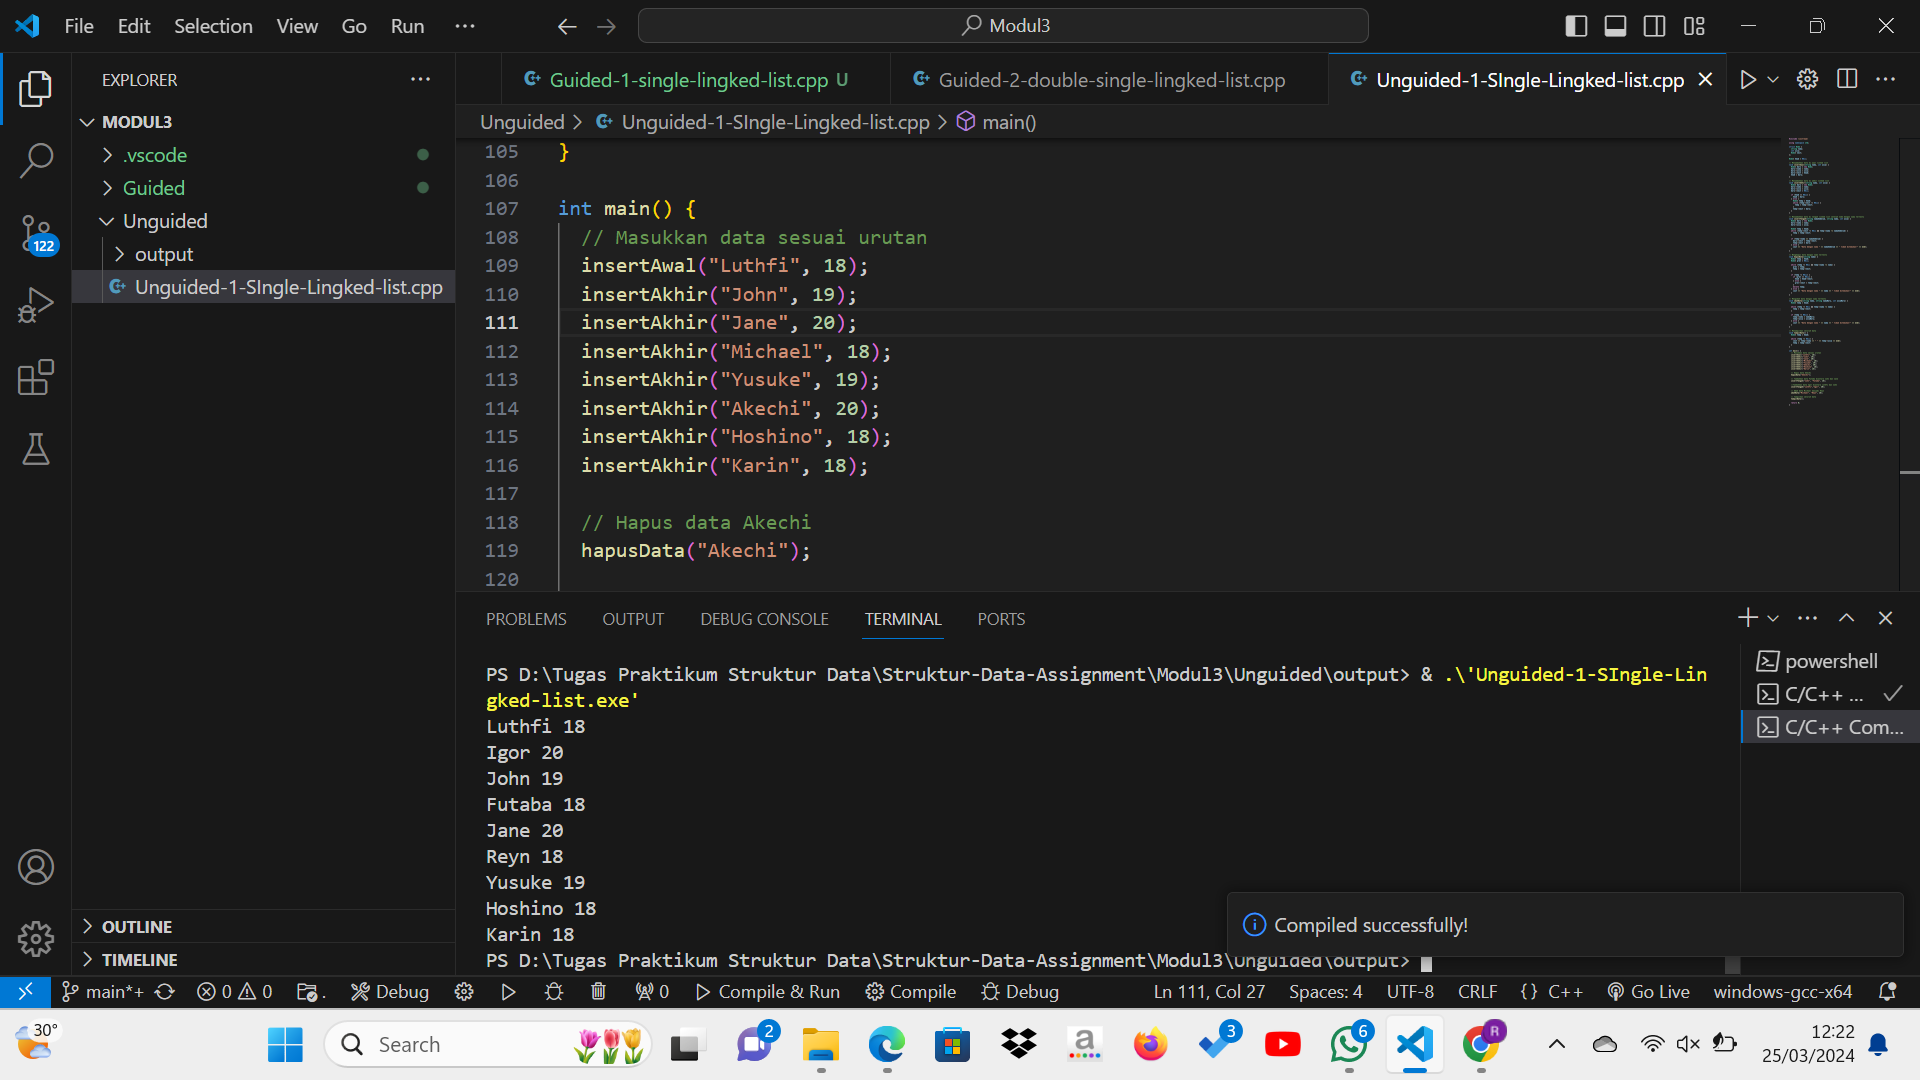 File Edit Selection View Go Run ···
Modul3
EXPLORER
MODUL3
.vscode
Guided
Unguided
output
Unguided-1-SIngle-Lingked-list.cpp
122
Guided-1-single-lingked-list.cpp U
Guided-2-double-single-lingked-list.cpp
Unguided-1-SIngle-Lingked-list.cpp
Unguided > Unguided-1-SIngle-Lingked-list.cpp > main()
105 }
106
107 int main() {
108 // Masukkan data sesuai urutan
109 insertAwal("Luthfi", 18);
110 insertAkhir("John", 19);
111 insertAkhir("Jane", 20);
112 insertAkhir("Michael", 18);
113 insertAkhir("Yusuke", 19);
114 insertAkhir("Akechi", 20);
115 insertAkhir("Hoshino", 18);
116 insertAkhir("Karin", 18);
117
118 // Hapus data Akechi
119 hapusData("Akechi");
120
PROBLEMS OUTPUT DEBUG CONSOLE TERMINAL PORTS
PS D:\Tugas Praktikum Struktur Data\Struktur-Data-Assignment\Modul3\Unguided\output> & .\'Unguided-1-SIngle-Lin
gked-list.exe'
Luthfi 18
Igor 20
John 19
Futaba 18
Jane 20
Reyn 18
Yusuke 19
Hoshino 18
Karin 18
PS D:\Tugas Praktikum Struktur Data\Struktur-Data-Assignment\Modul3\Unguided\output>
powershell
C/C++ ...
C/C++ Com...
Compiled successfully!
OUTLINE
TIMELINE
main*+ 0 0 Debug 0 Compile & Run Compile Debug Ln 111, Col 27 Spaces: 4 UTF-8 CRLF {} C++ Go Live windows-gcc-x64
30°
Search
2
3
6
R
12:22
25/03/2024